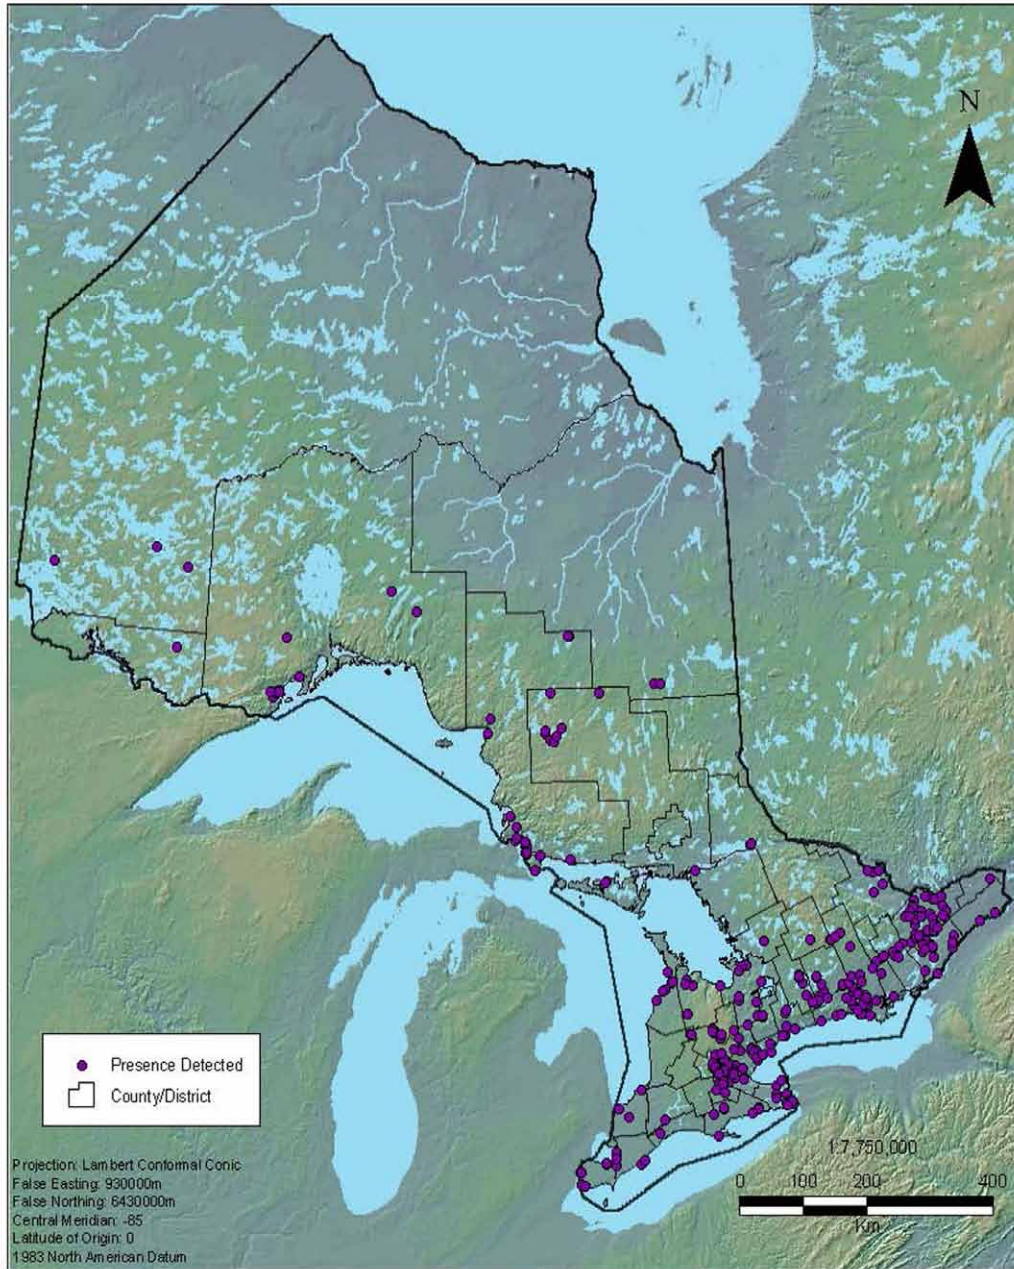 N
Presence Detected
County/District
Projection: Lambert Conformal Conic
False Easting: 930000m
False Northing: 6430000m
Central Meridian: -85
Latitude of Origin: 0
1983 North American Datum
1:7,750,000
0 100 200 400
Km